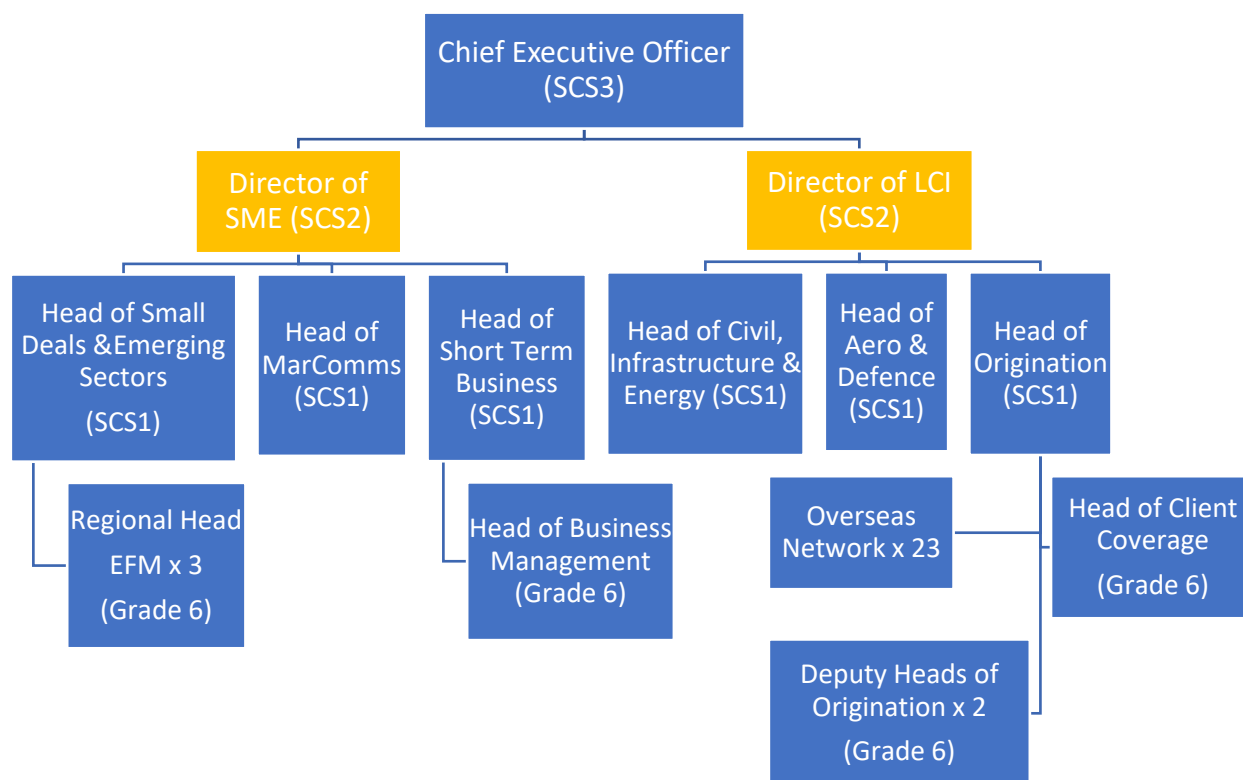 Chief Executive Officer
(SCS3)
Director of
SME (SCS2)
Director of LCI
(SCS2)
Head of Small
Deals &Emerging
Sectors
(SCS1)
Head of
MarComms
(SCS1)
Head of
Short Term
Business
(SCS1)
Head of Civil,
Infrastructure &
Energy (SCS1)
Head of
Aero &
Defence
(SCS1)
Head of
Origination
(SCS1)
Regional Head
EFM x 3
(Grade 6)
Head of Business
Management
(Grade 6)
Overseas
Network x 23
Head of Client
Coverage
(Grade 6)
Deputy Heads of
Origination x 2
(Grade 6)